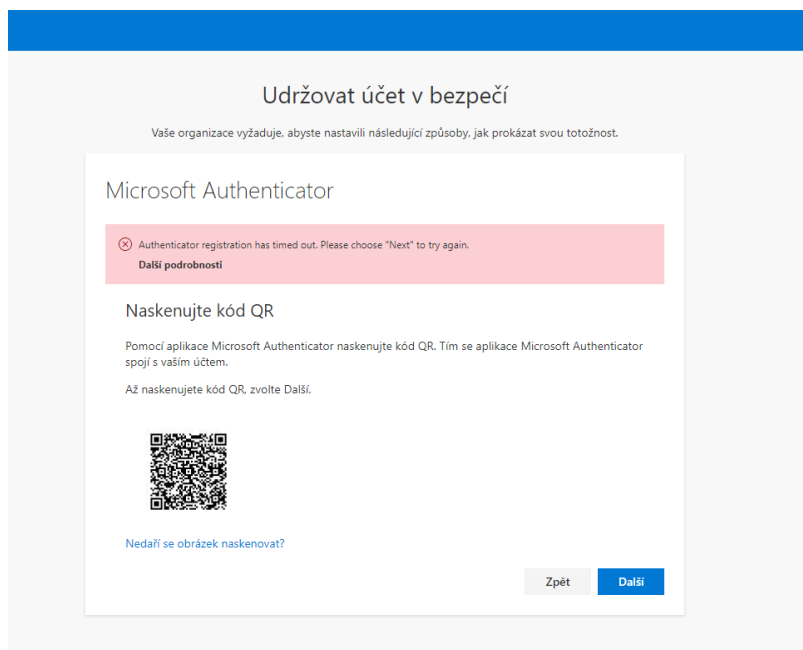 Udržovat účet v bezpečí
Vaše organizace vyžaduje, abyste nastavili následující způsoby, jak prokázat svou totožnost.
Microsoft Authenticator
Authenticator registration has timed out. Please choose "Next" to try again.
Další podrobnosti
Naskenujte kód QR
Pomocí aplikace Microsoft Authenticator naskenujte kód QR. Tím se aplikace Microsoft Authenticator
spojí s vaším účtem.
Až naskenujete kód QR, zvolte Další.
Nedaří se obrázek naskenovat?
Zpět
Další